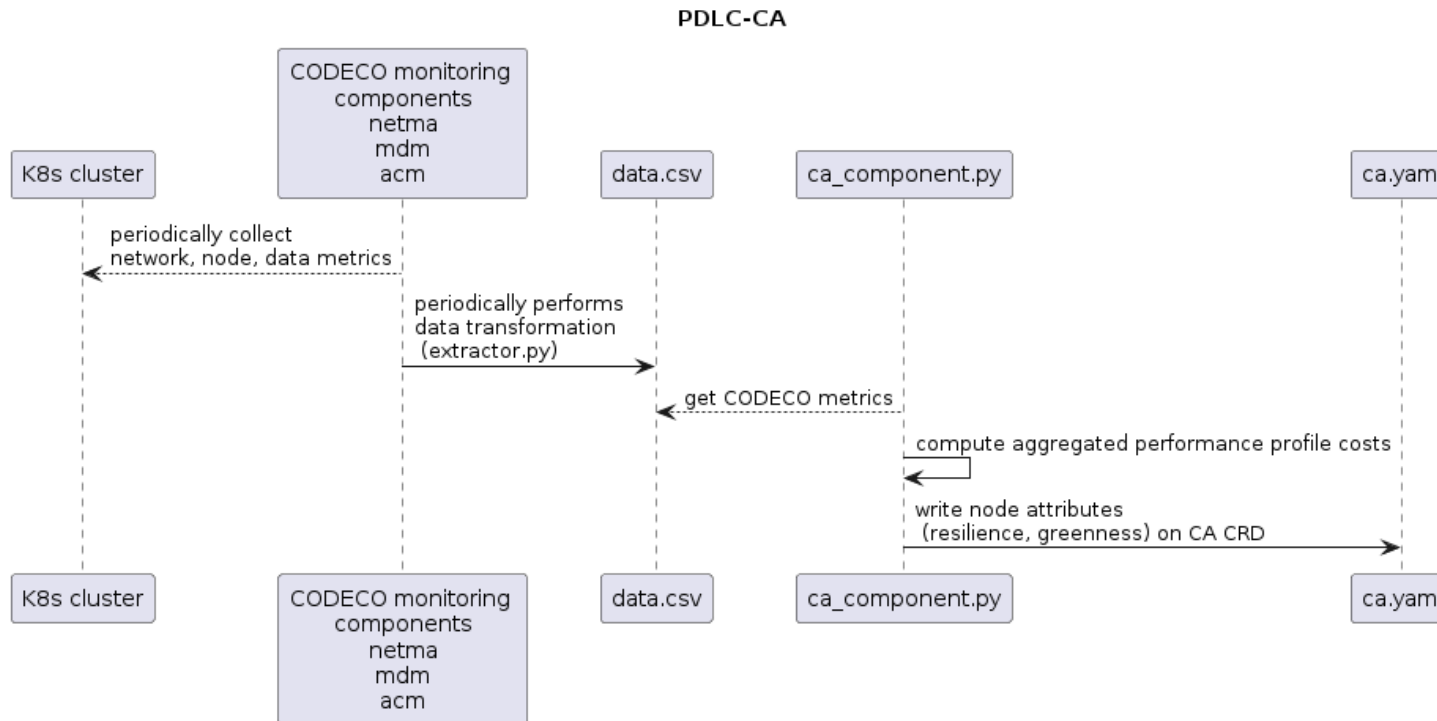 PDLC-CA
CODECO monitoring
components
netma
mdm
acm
K8s cluster
data.csv
ca_component.py
ca.yam
periodically collect
network, node, data metrics
periodically performs
data transformation
(extractor.py)
get CODECO metrics
compute aggregated performance profile costs
write node attributes
(resilience, greenness) on CA CRD
K8s cluster
CODECO monitoring
components
netma
mdm
acm
data.csv
ca_component.py
ca.yam